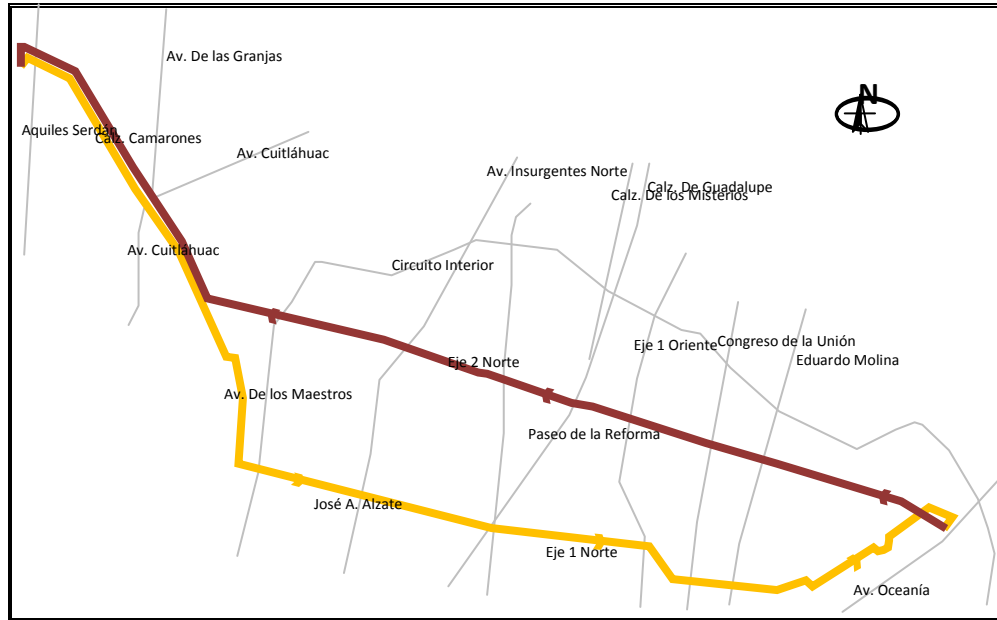 Av. De las Granjas
N
Aquiles Serdán
Calz. Camarones
Av. Cuitláhuac
Av. Insurgentes Norte
Calz. De Guadalupe
Calz. De los Misterios
Av. Cuitláhuac
Circuito Interior
Eje 1 Oriente
Congreso de la Unión
Eduardo Molina
Eje 2 Norte
Av. De los Maestros
Paseo de la Reforma
José A. Alzate
Eje 1 Norte
Av. Oceanía